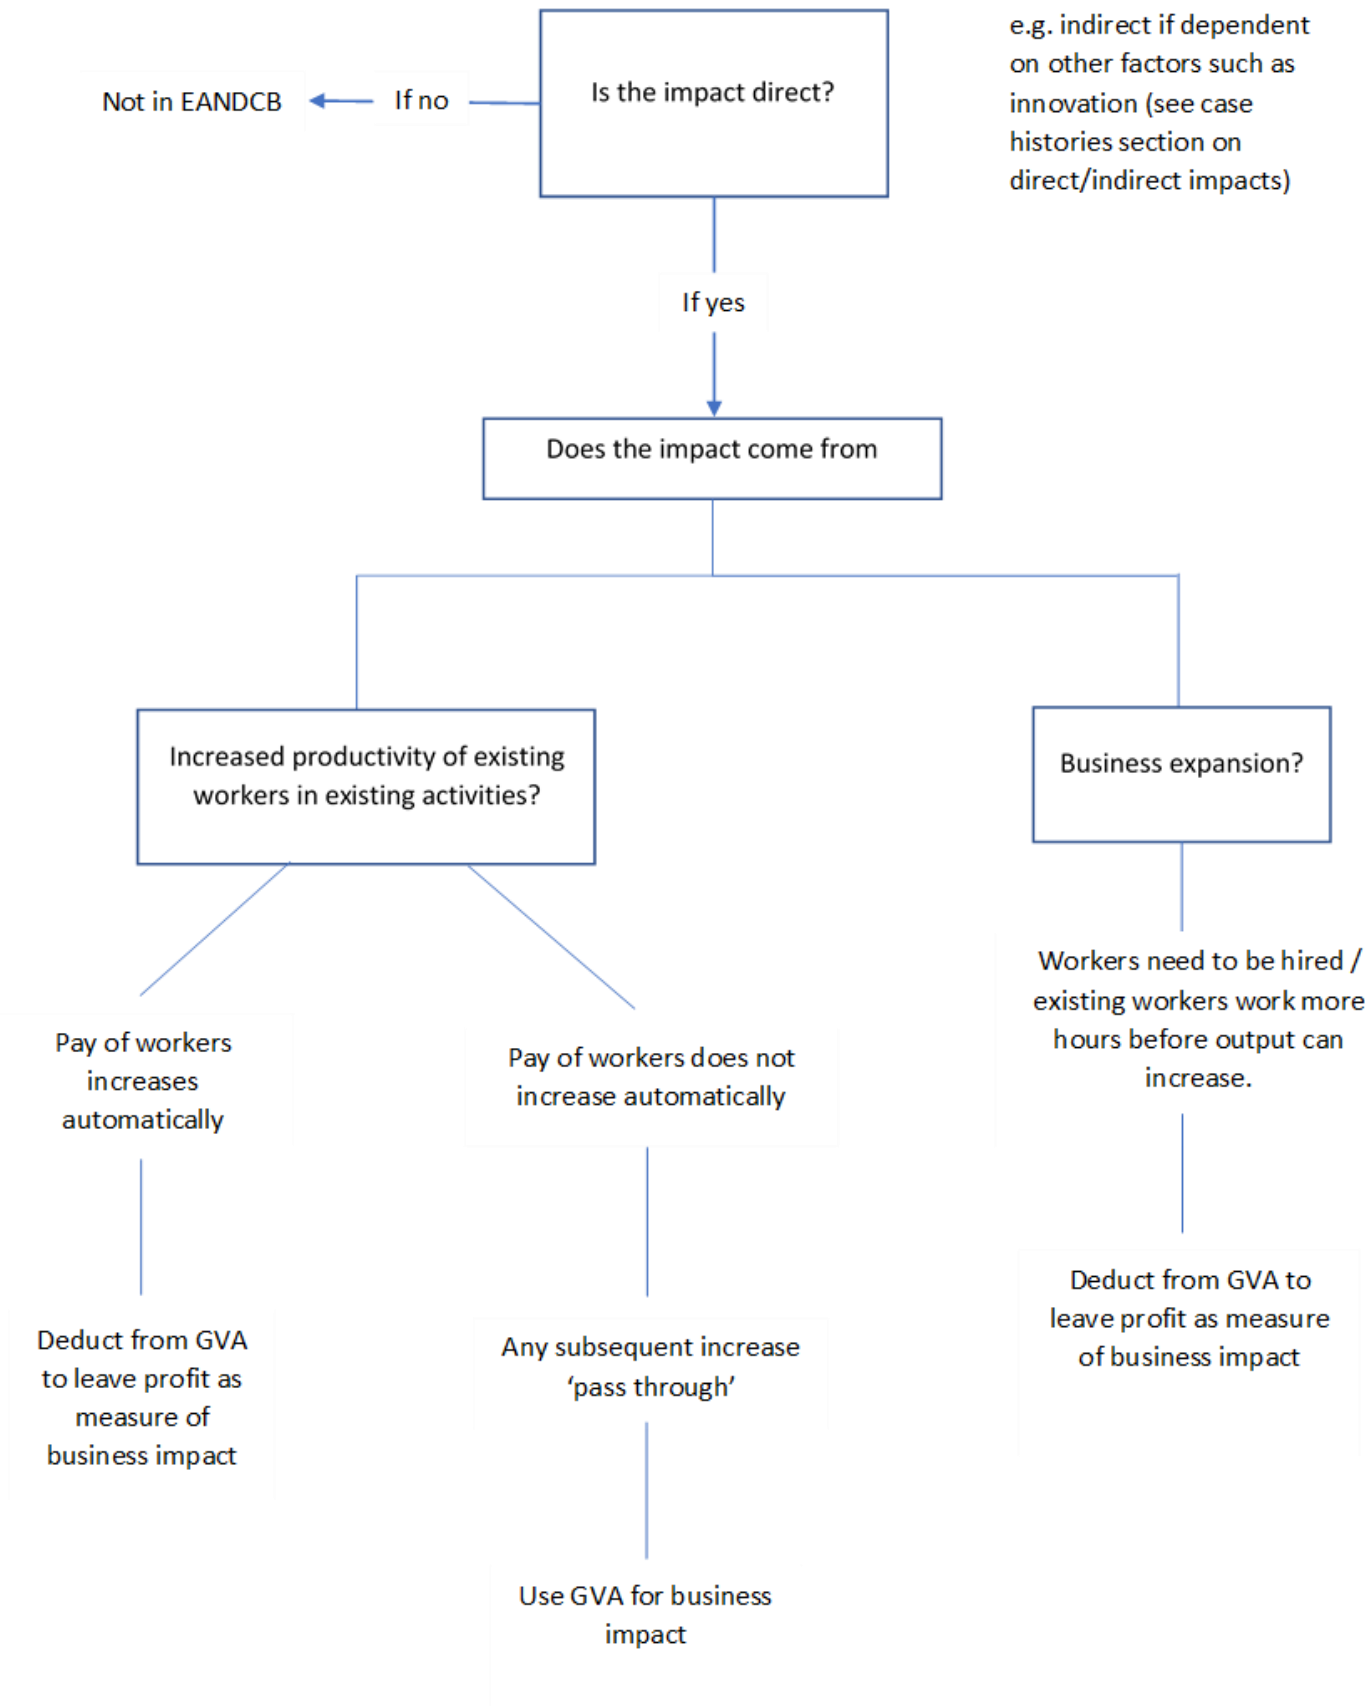 Is the impact direct?
e.g. indirect if dependent
on other factors such as
innovation (see case
histories section on
direct/indirect impacts)
Not in EANDCB
If no
If yes
Does the impact come from
Increased productivity of existing
workers in existing activities?
Business expansion?
Pay of workers
increases
automatically
Pay of workers does not
increase automatically
Workers need to be hired /
existing workers work more
hours before output can
increase.
Deduct from GVA
to leave profit as
measure of
business impact
Any subsequent increase
‘pass through’
Deduct from GVA to
leave profit as measure
of business impact
Use GVA for business
impact